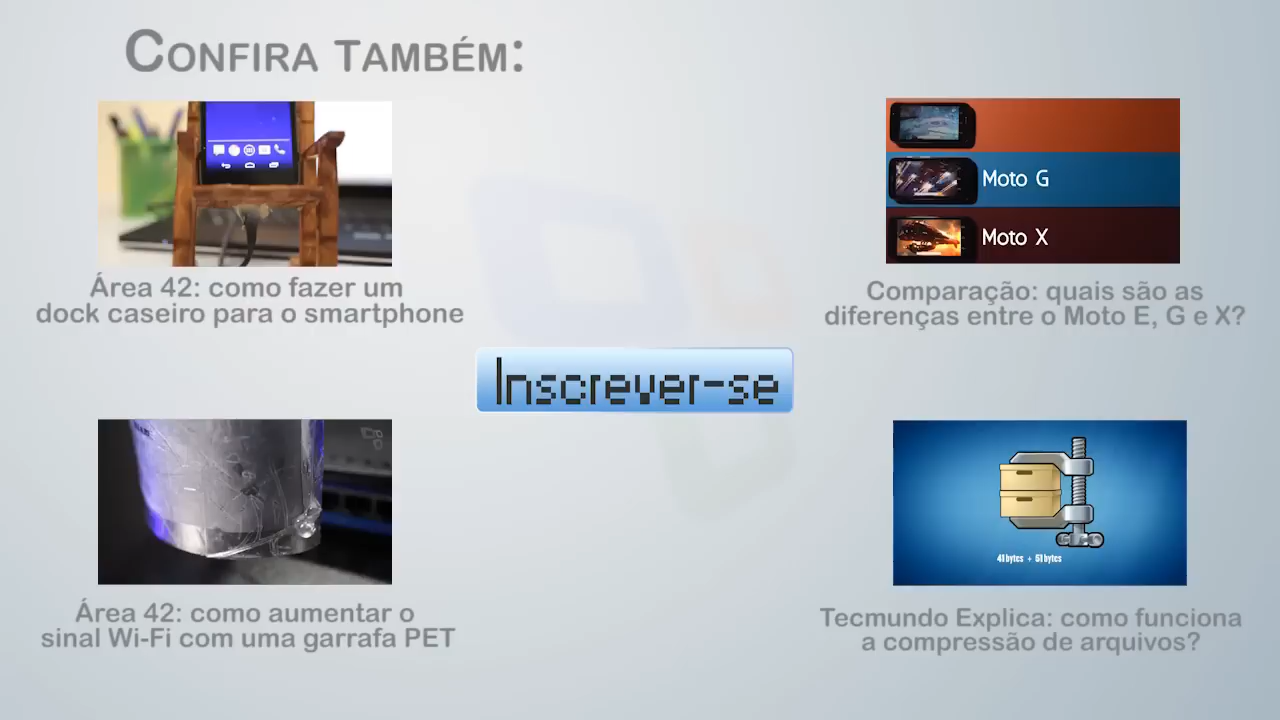 Confira Também:
Moto G
Moto X
Área 42: como fazer um
dock caseiro para o smartphone
Comparação: quais são as
diferenças entre o Moto E, G e X?
Inscrever-se
41 bytes + 51 bytes
Área 42: como aumentar o
sinal Wi-Fi com uma garrafa PET
Tecmundo Explica: como funciona
a compressão de arquivos?